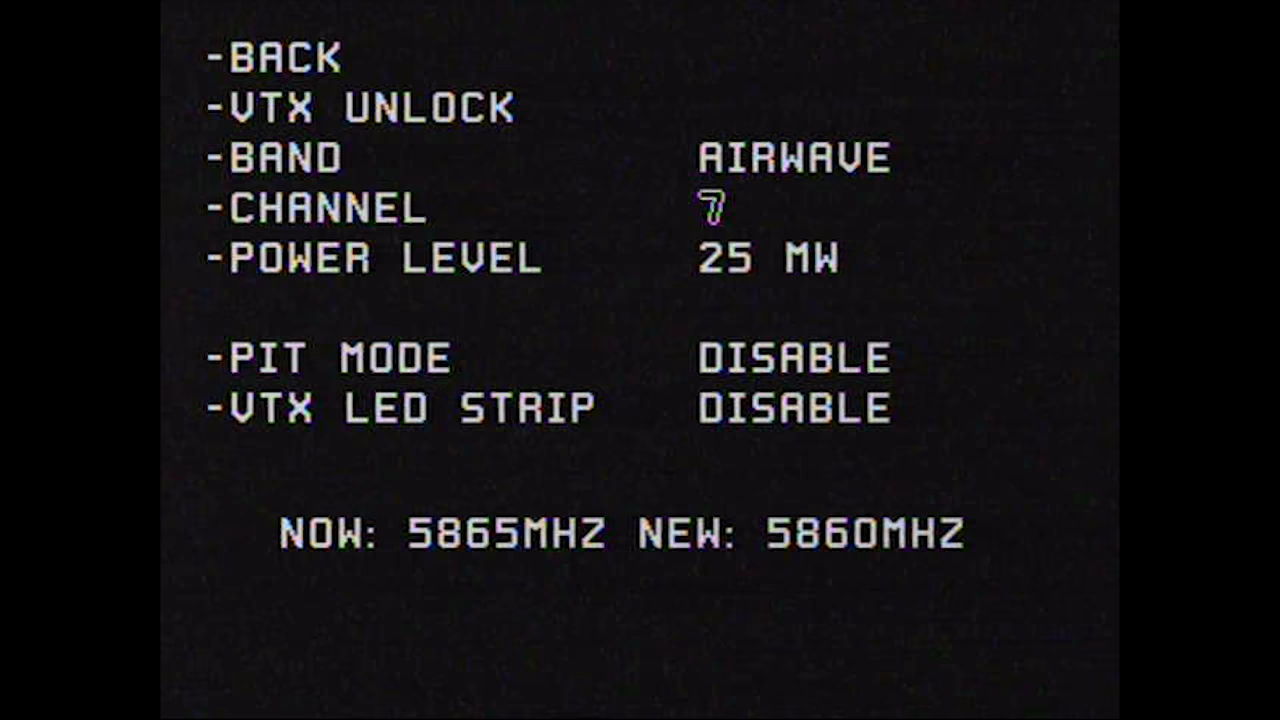 -BACK
-VTX UNLOCK
-BAND AIRWAVE
-CHANNEL 7
-POWER LEVEL 25 MW
-PIT MODE DISABLE
-VTX LED STRIP DISABLE
NOW: 5865MHZ NEW: 5860MHZ